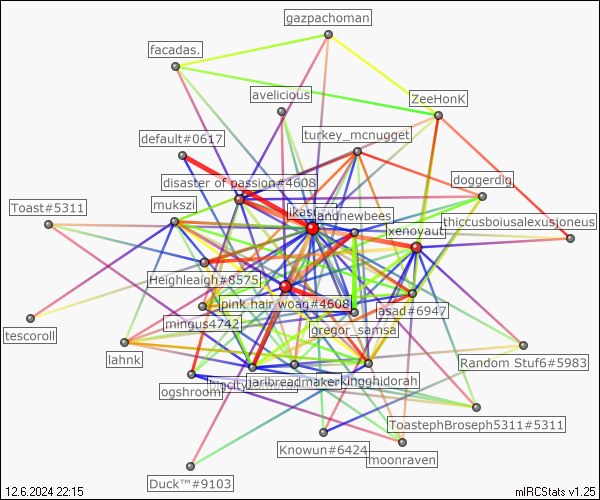 gazpachoman
facadas.
avelicious
ZeeHonK
turkey_mcnugget
default#0617
disaster of passion#4608
doggerdig
mukszi
Toast#5311
andnewbees
thiccusboiusalexusjoneus
xenoyaut
Heighleaigh#8575
pink hair woag#4608
asad#6947
mingus4742
gregor_samsa
tescoroll
lahnk
Random Stuf6#5983
jarlbreadmaker
kingghidorah
ogshroom
ToastephBroseph5311#5311
Knowun#6424
moonraven
Duck™#9103
12.6.2024 22:15
mIRCStats v1.25